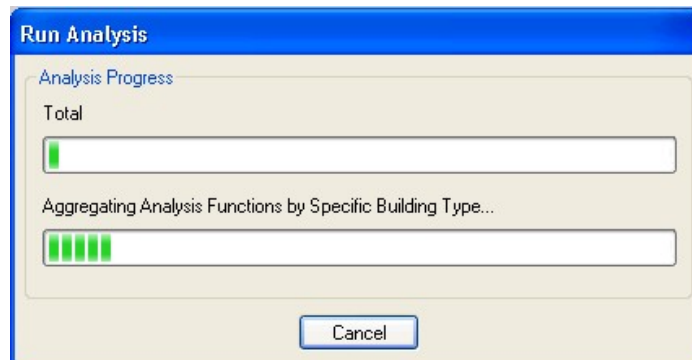 Run Analysis
Analysis Progress
Total
Aggregating Analysis Functions by Specific Building Type...
Cancel